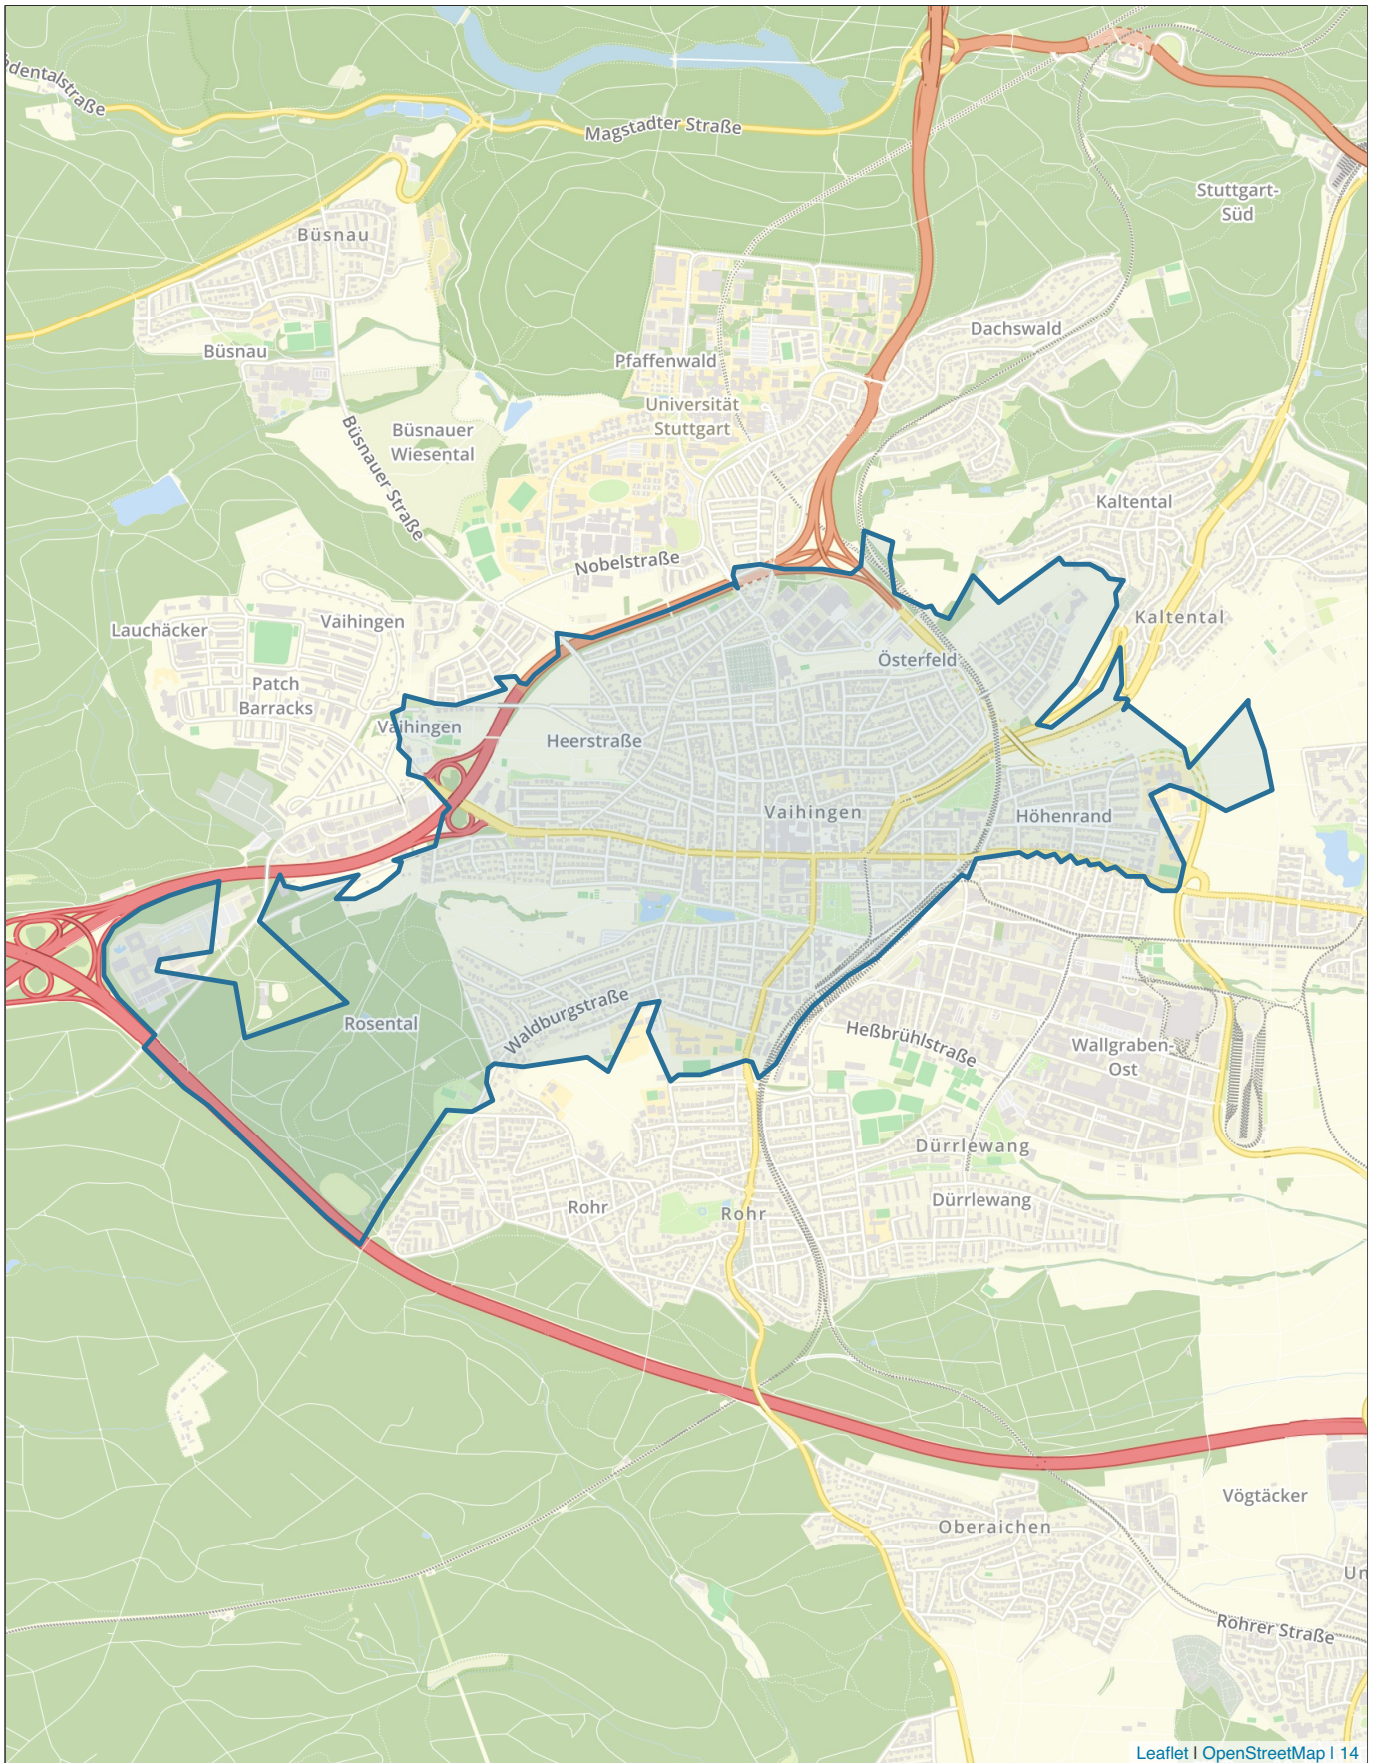 dentalstraße
Magstadter Straße
Stuttgart-
Süd
Büsnau
Dachswald
Büsnau
Pfaffenwald
Universität
Stuttgart
Büsnauer
Wiesental
Büsnauer Straße
Kaltental
Nobelstraße
Lauchäcker
Vaihingen
Kaltental
Österfeld
Patch
Barracks
Vaihingen
Heerstraße
Vaihingen
Höhenrand
Waldburgstraße
Rosental
Heßbrühlstraße
Wallgraben-
Ost
Dürrlewang
Rohr
Rohr
Dürrlewang
Vögtäcker
Oberaichen
Un
Rohrer Straße
Leaflet | OpenStreetMap | 14